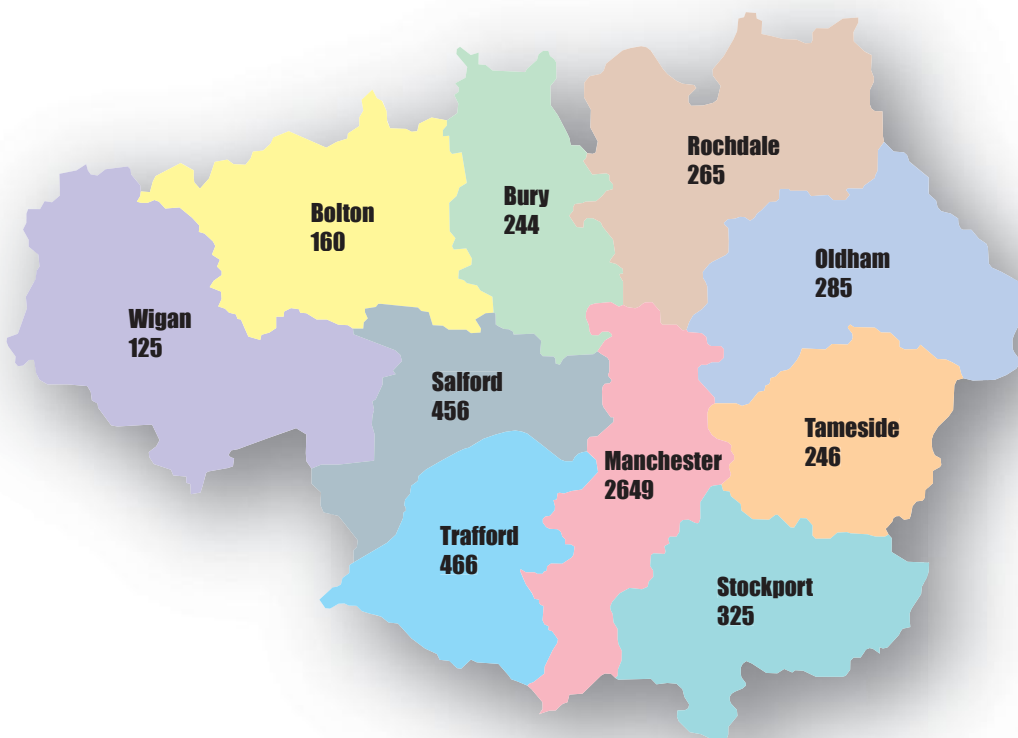 Rochdale
265
Bury
244
Bolton
160
Oldham
285
Wigan
125
Salford
456
Tameside
246
Manchester
2649
Trafford
466
Stockport
325